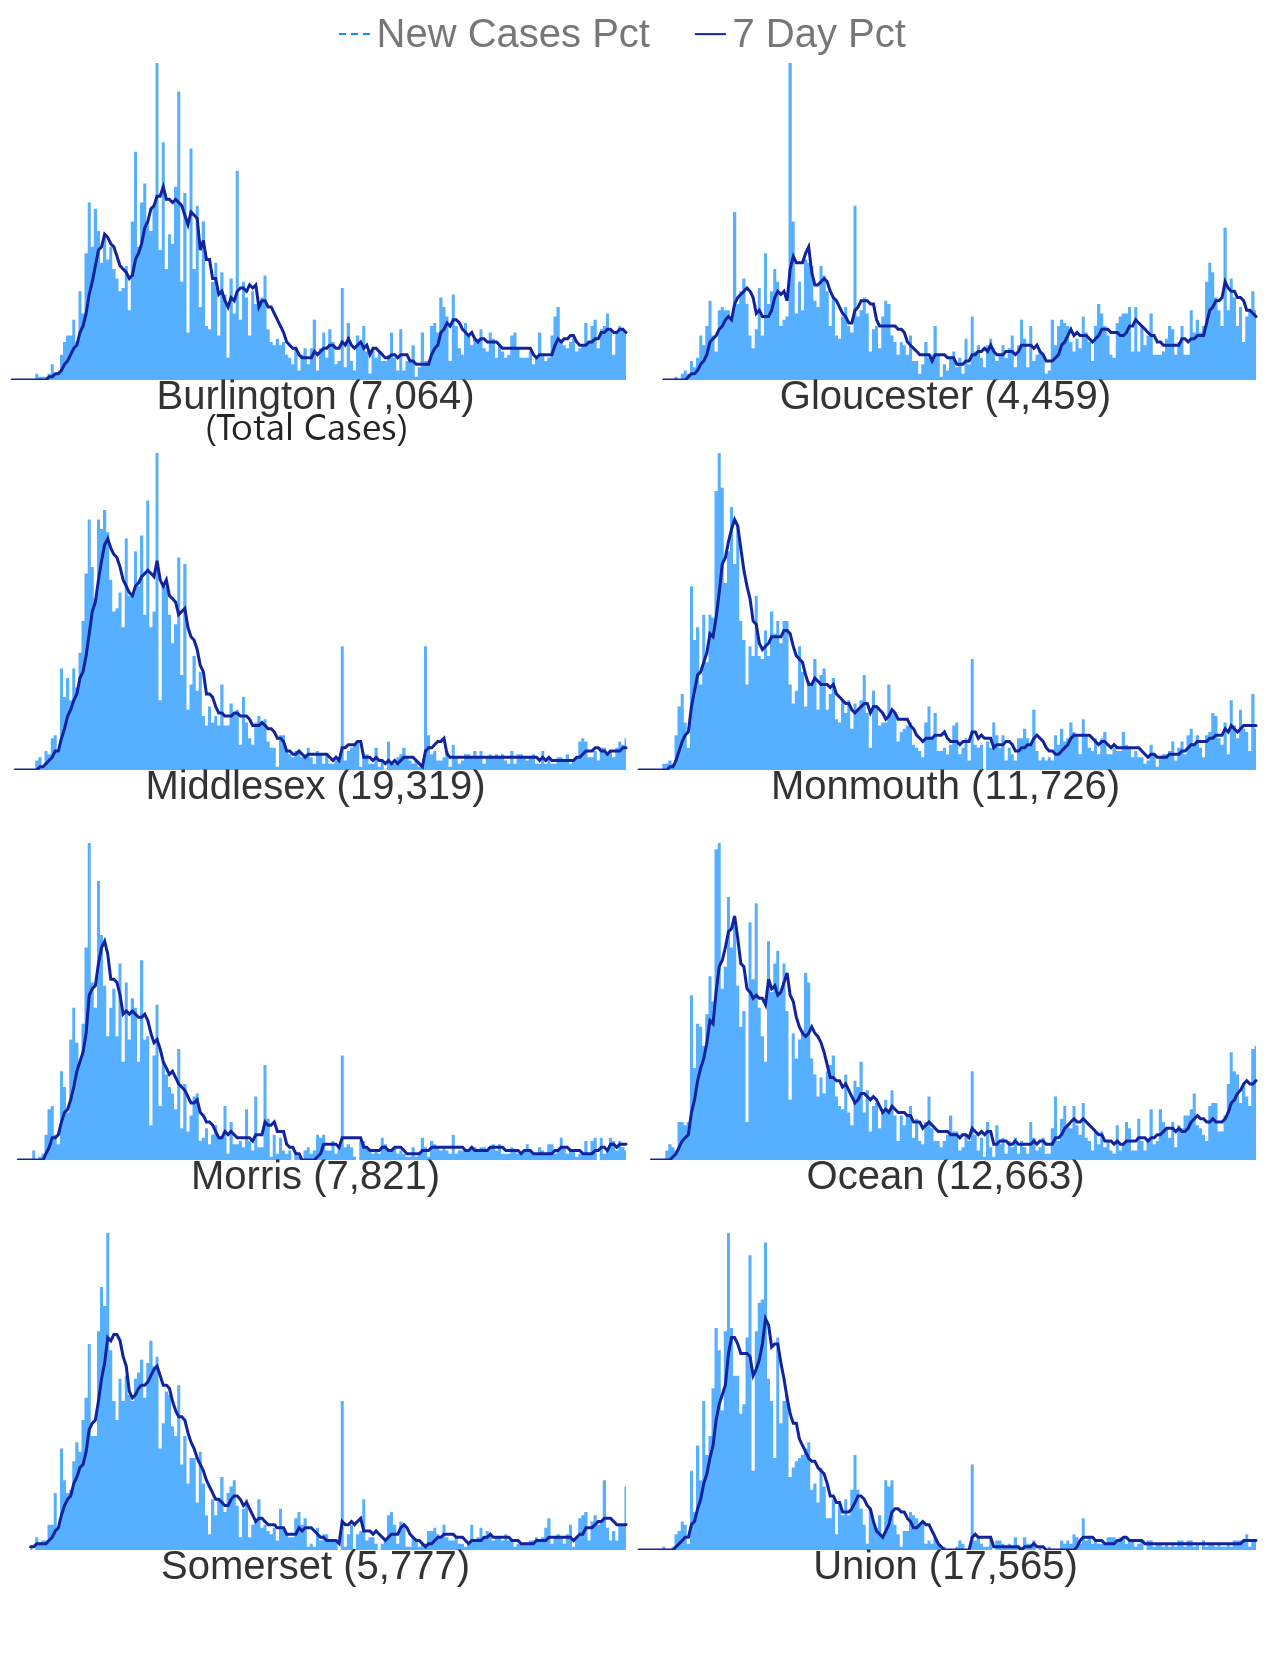 New Cases Pct 7 Day Pct
Burlington (7,064) Gloucester (4,459)
(Total Cases)
Middlesex (19,319) Monmouth (11,726)
Morris (7,821) Ocean (12,663)
Somerset (5,777) Union (17,565)